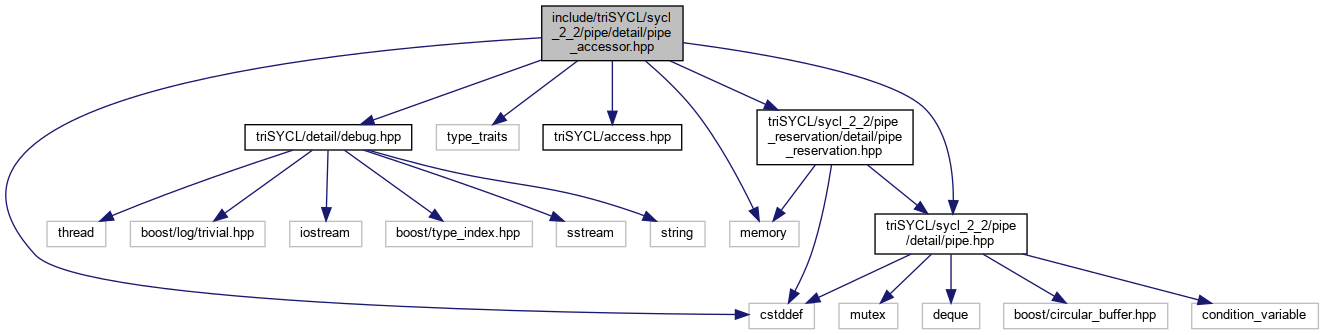 include/triSYCL/sycl
_2_2/pipe/detail/pipe
_accessor.hpp
triSYCL/detail/debug.hpp
type_traits
triSYCL/access.hpp
triSYCL/sycl_2_2/pipe
_reservation/detail/pipe
_reservation.hpp
thread
boost/log/trivial.hpp
iostream
boost/type_index.hpp
sstream
string
memory
triSYCL/sycl_2_2/pipe
/detail/pipe.hpp
cstddef
mutex
deque
boost/circular_buffer.hpp
condition_variable